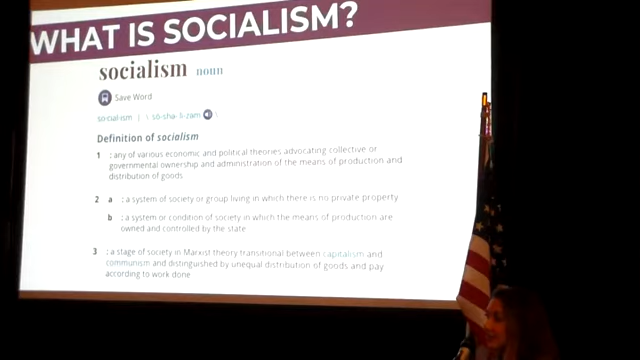 WHAT IS SOCIALISM?
socialism noun
Save Word
so·cial·ism | \ ˈsō-shə-ˌli-zəm \
Definition of socialism
1 : any of various economic and political theories advocating collective or
governmental ownership and administration of the means of production and
distribution of goods
2 a : a system of society or group living in which there is no private property
b : a system or condition of society in which the means of production are
owned and controlled by the state
3 : a stage of society in Marxist theory transitional between capitalism and
communism and distinguished by unequal distribution of goods and pay
according to work done